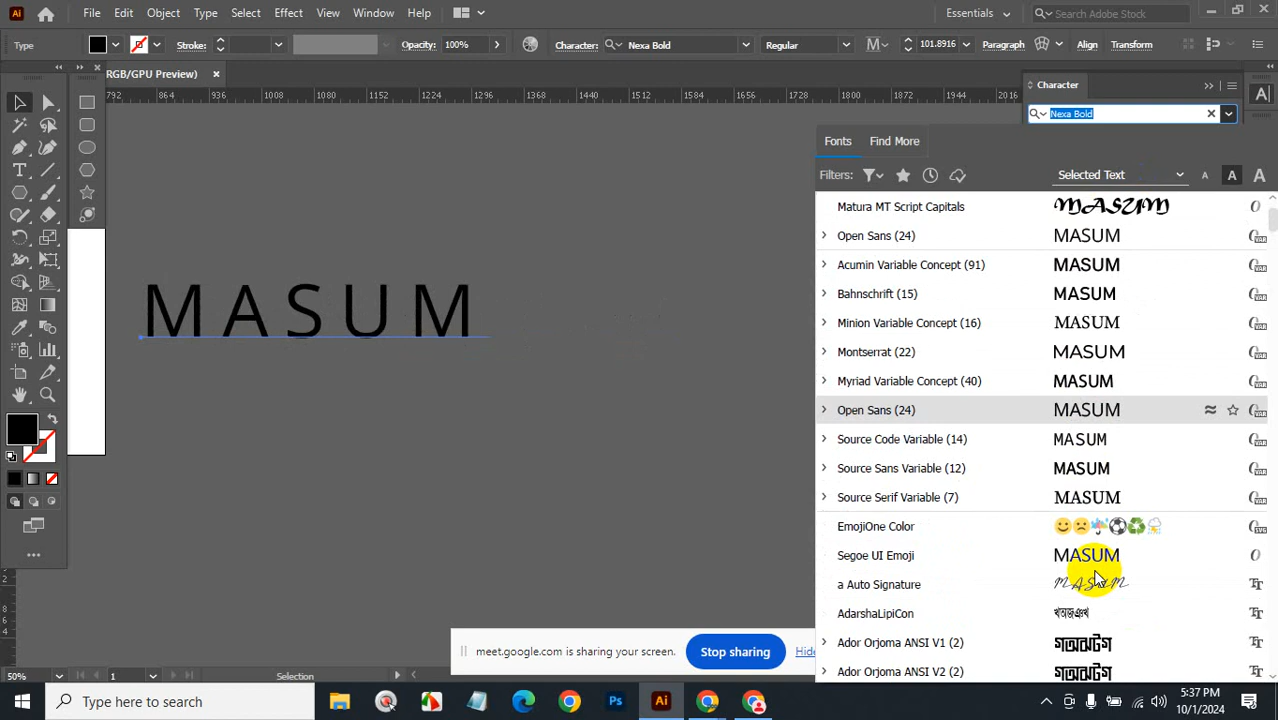 Ai File Edit Object Type Select Effect View Window Help Essentials Search Adobe Stock
Type Stroke: Opacity: 100% Character: Nexa Bold Regular 101.8916 Paragraph Align Transform
RGB/GPU Preview) ×
Character
792 864 936 1008 1080 1152 1224 1296 1368 1440 1512 1584 1656 1728 1800 1872 1944 2016
Nexa Bold
Fonts Find More
Filters: Selected Text A A A
Matura MT Script Capitals MASUM
Open Sans (24) MASUM
Acumin Variable Concept (91) MASUM
Bahnschrift (15) MASUM
MASUM
Minion Variable Concept (16) MASUM
Montserrat (22) MASUM
Myriad Variable Concept (40) MASUM
Open Sans (24) MASUM
Source Code Variable (14) MASUM
Source Sans Variable (12) MASUM
Source Serif Variable (7) MASUM
EmojiOne Color
Segoe UI Emoji MASUM
a Auto Signature MASUM
AdarshaLipiCon
Ador Orjoma ANSI V1 (2)
meet.google.com is sharing your screen. Stop sharing Hide
Ador Orjoma ANSI V2 (2)
50% 1 Selection
Type here to search Ps Ai 5:37 PM
10/1/2024